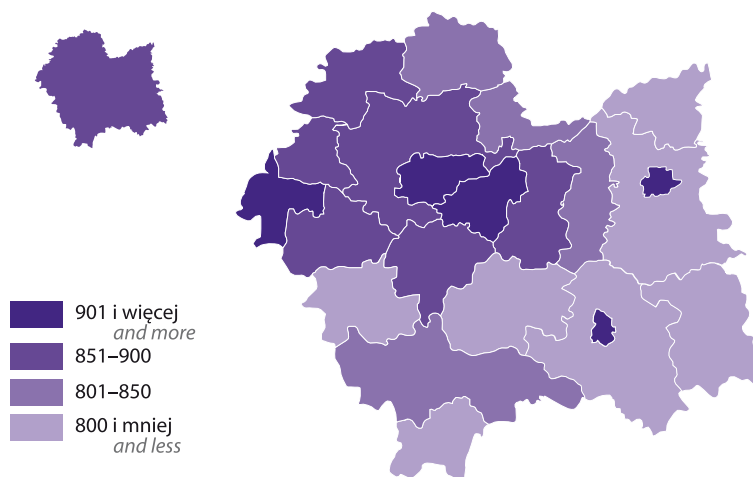 901 i więcej
and more
851–900
801–850
800 i mniej
and less